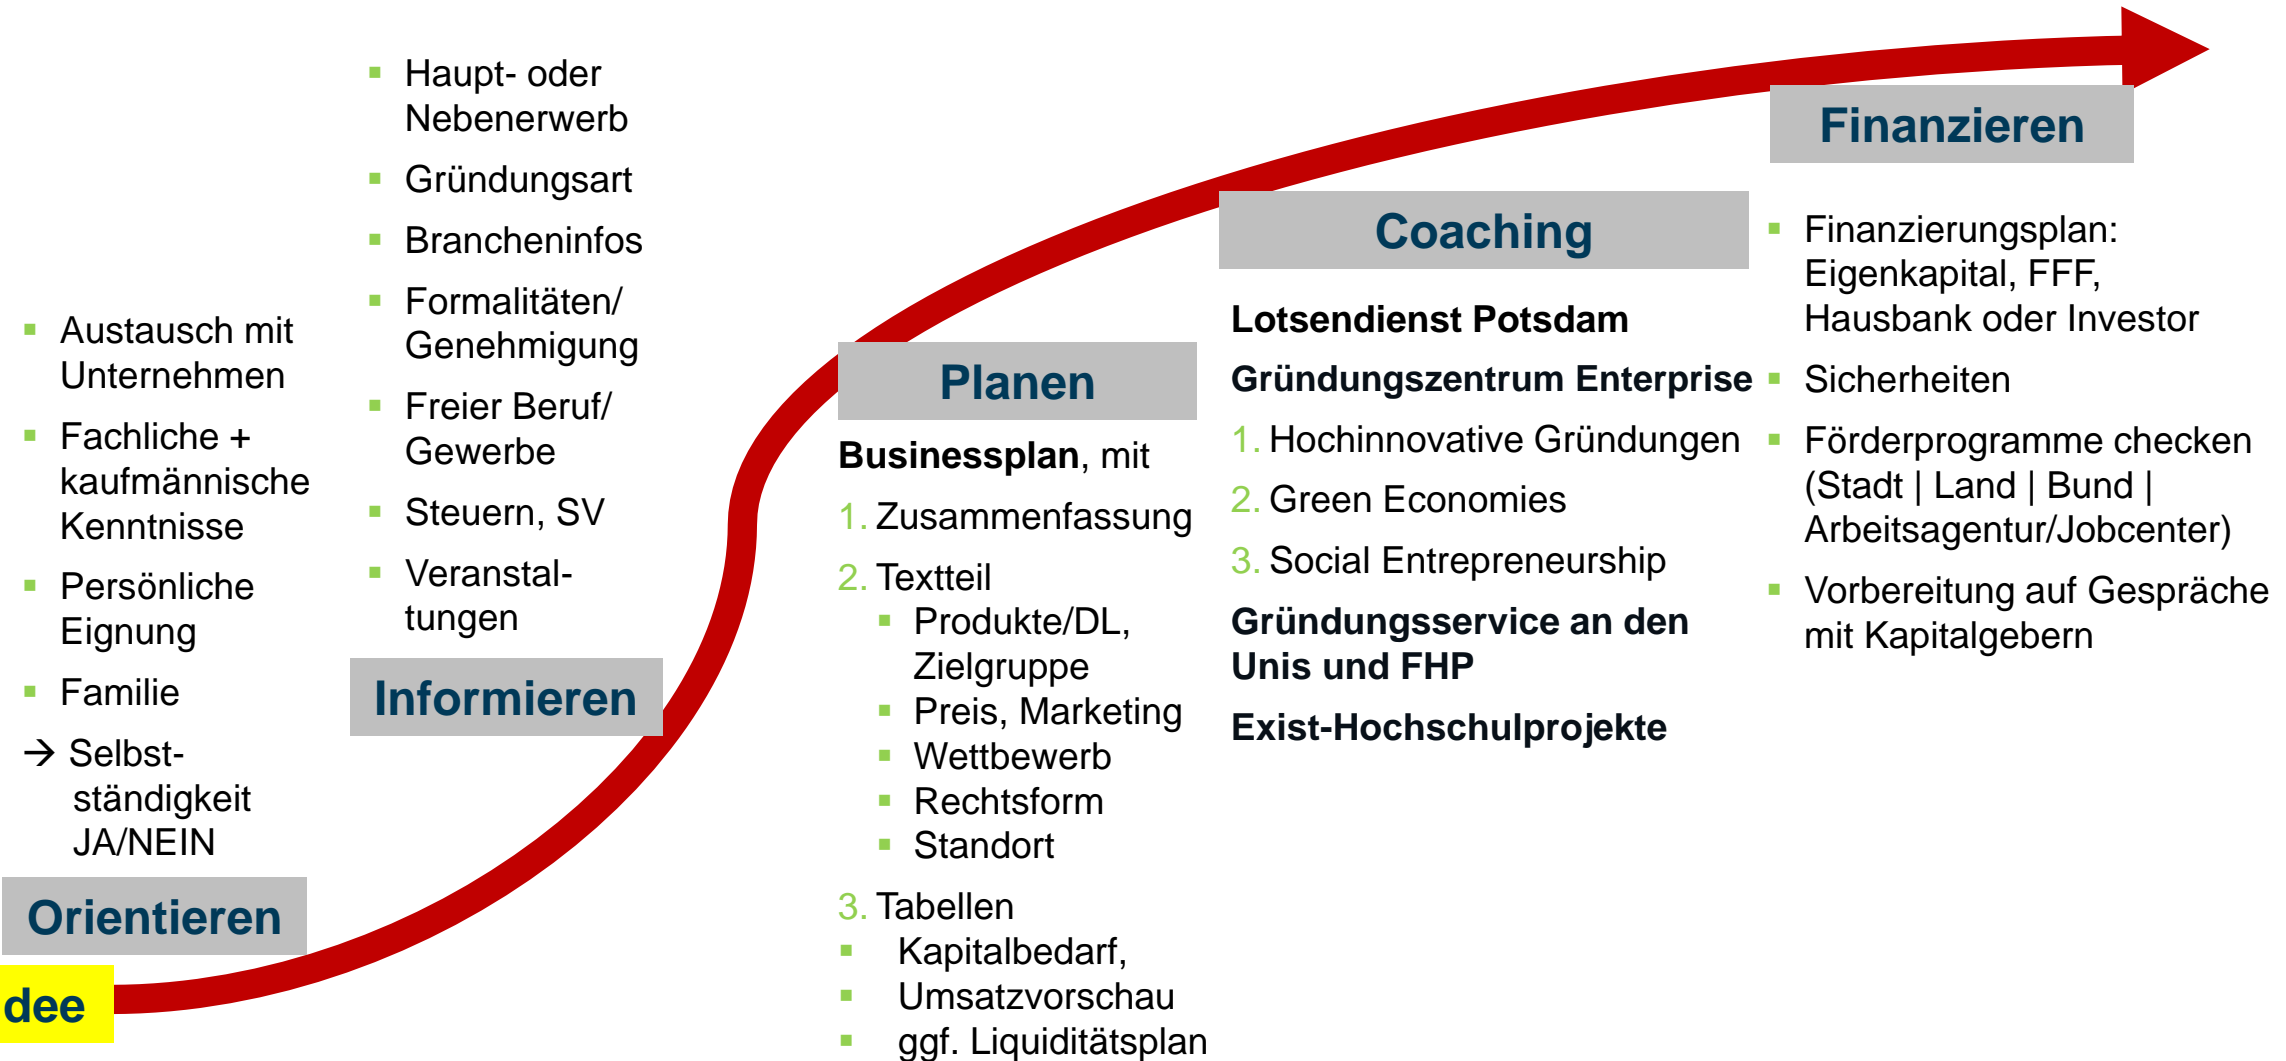 Austausch mit
Unternehmen
Fachliche +
kaufmännische
Kenntnisse
Persönliche
Eignung
Familie
→ Selbst-
ständigkeit
JA/NEIN
Orientieren
dee
Haupt- oder
Nebenerwerb
Gründungsart
Brancheninfos
Formalitäten/
Genehmigung
Freier Beruf/
Gewerbe
Steuern, SV
Veranstal-
tungen
Informieren
Planen
Businessplan, mit
1. Zusammenfassung
2. Textteil
Produkte/DL,
Zielgruppe
Preis, Marketing
Wettbewerb
Rechtsform
Standort
3. Tabellen
Kapitalbedarf,
Umsatzvorschau
ggf. Liquiditätsplan
Coaching
Lotsendienst Potsdam
Gründungszentrum Enterprise
1. Hochinnovative Gründungen
2. Green Economies
3. Social Entrepreneurship
Gründungsservice an den
Unis und FHP
Exist-Hochschulprojekte
Finanzieren
Finanzierungsplan:
Eigenkapital, FFF,
Hausbank oder Investor
Sicherheiten
Förderprogramme checken
(Stadt | Land | Bund |
Arbeitsagentur/Jobcenter)
Vorbereitung auf Gespräche
mit Kapitalgebern